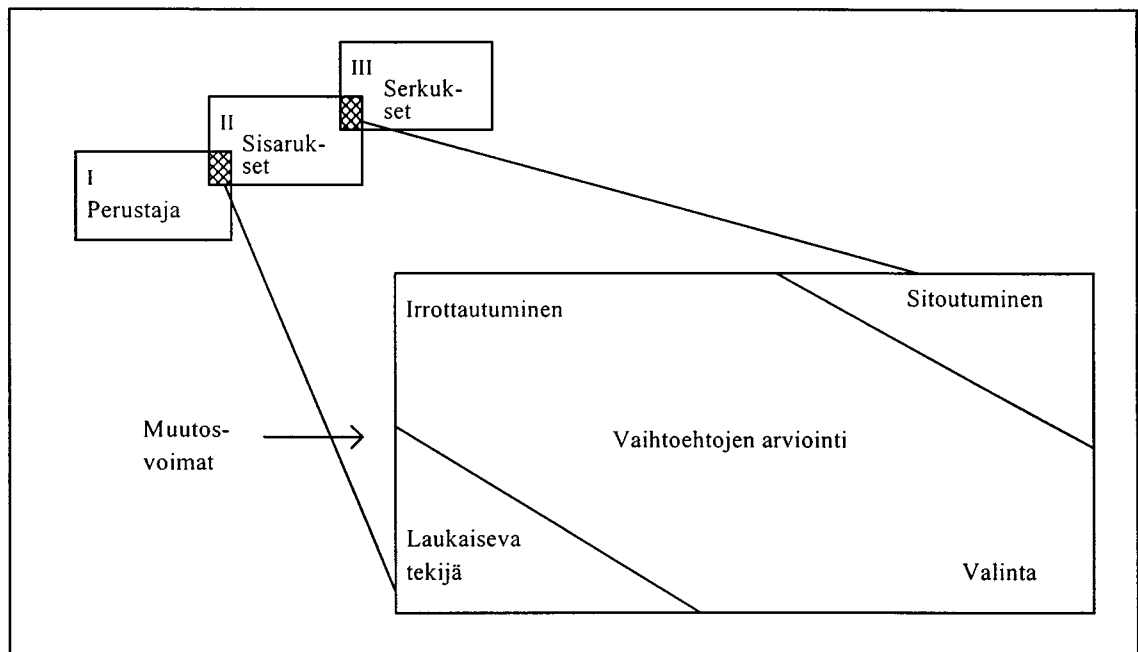 III
Serkuk-
set
II
Sisaruk-
set
I
Perustaja
Irrottautuminen
Sitoutuminen
Muutos-
voimat
Vaihtoehtojen arviointi
Laukaiseva
tekijä
Valinta